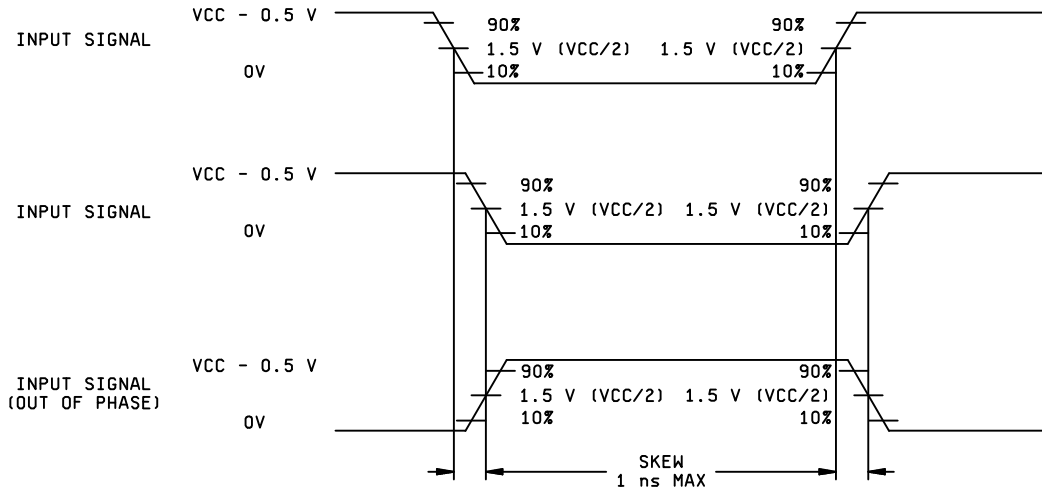 VCC - 0.5 V
90% 90%
INPUT SIGNAL 1.5 V (VCC/2) 1.5 V (VCC/2)
0V 10% 10%
VCC - 0.5 V
90% 90%
INPUT SIGNAL 1.5 V (VCC/2) 1.5 V (VCC/2)
0V 10% 10%
VCC - 0.5 V
90% 90%
INPUT SIGNAL
(OUT OF PHASE)
1.5 V (VCC/2) 1.5 V (VCC/2)
0V 10% 10%
SKEW
1 ns MAX